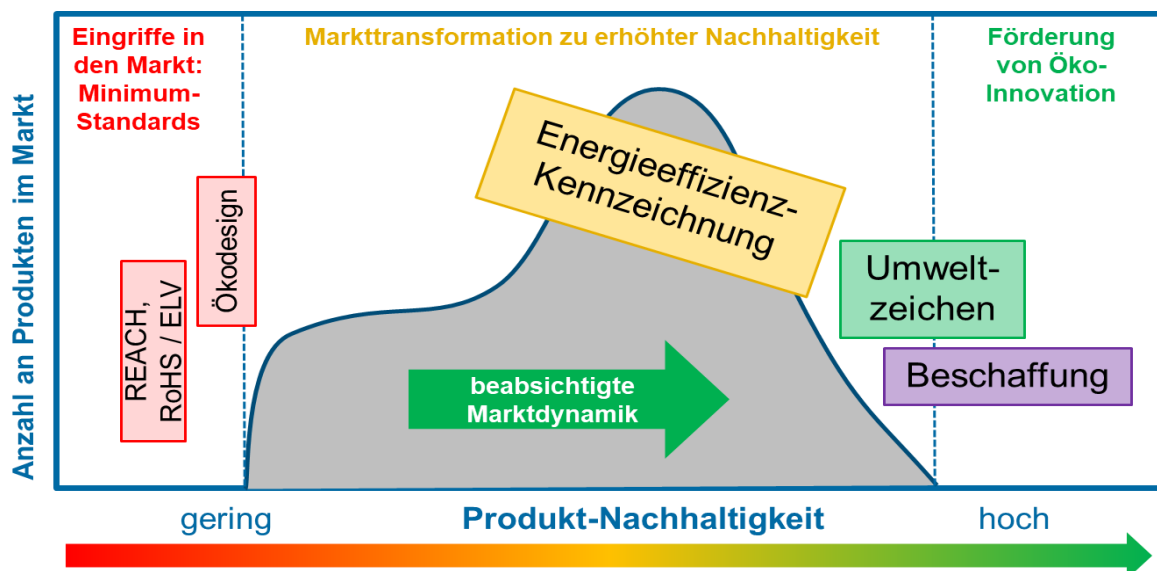 Eingriffe in
den Markt:
Minimum-
Standards
Markttransformation zu erhöhter Nachhaltigkeit
Förderung
von Öko-
Innovation
Anzahl an Produkten im Markt
REACH,
RoHS / ELV
Ökodesign
Energieeffizienz-
Kennzeichnung
Umwelt-
zeichen
Beschaffung
beabsichtigte
Marktdynamik
gering
Produkt-Nachhaltigkeit
hoch